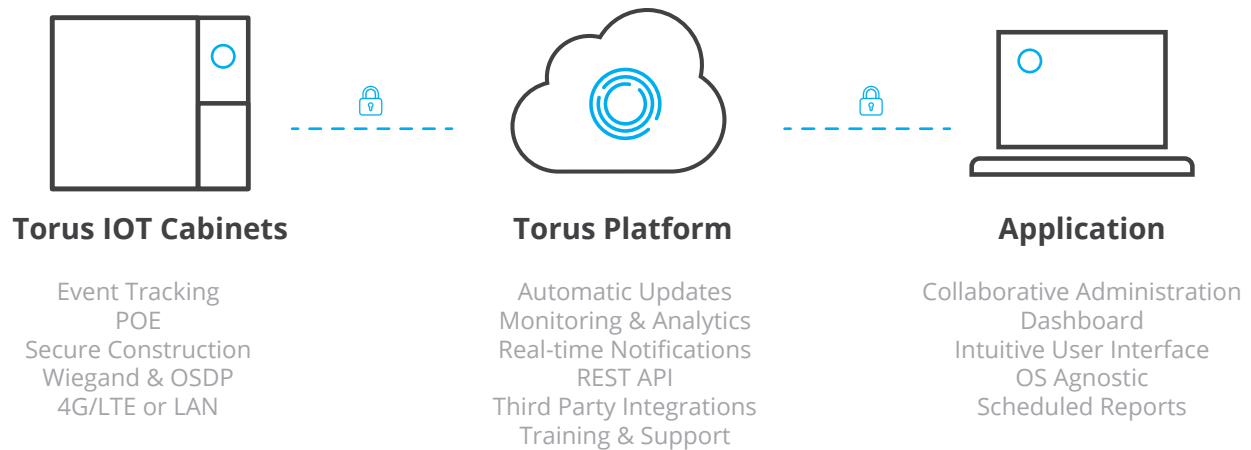 Torus IOT Cabinets
Event Tracking
POE
Secure Construction
Wiegand & OSDP
4G/LTE or LAN
Torus Platform
Automatic Updates
Monitoring & Analytics
Real-time Notifications
REST API
Third Party Integrations
Training & Support
Application
Collaborative Administration
Dashboard
Intuitive User Interface
OS Agnostic
Scheduled Reports